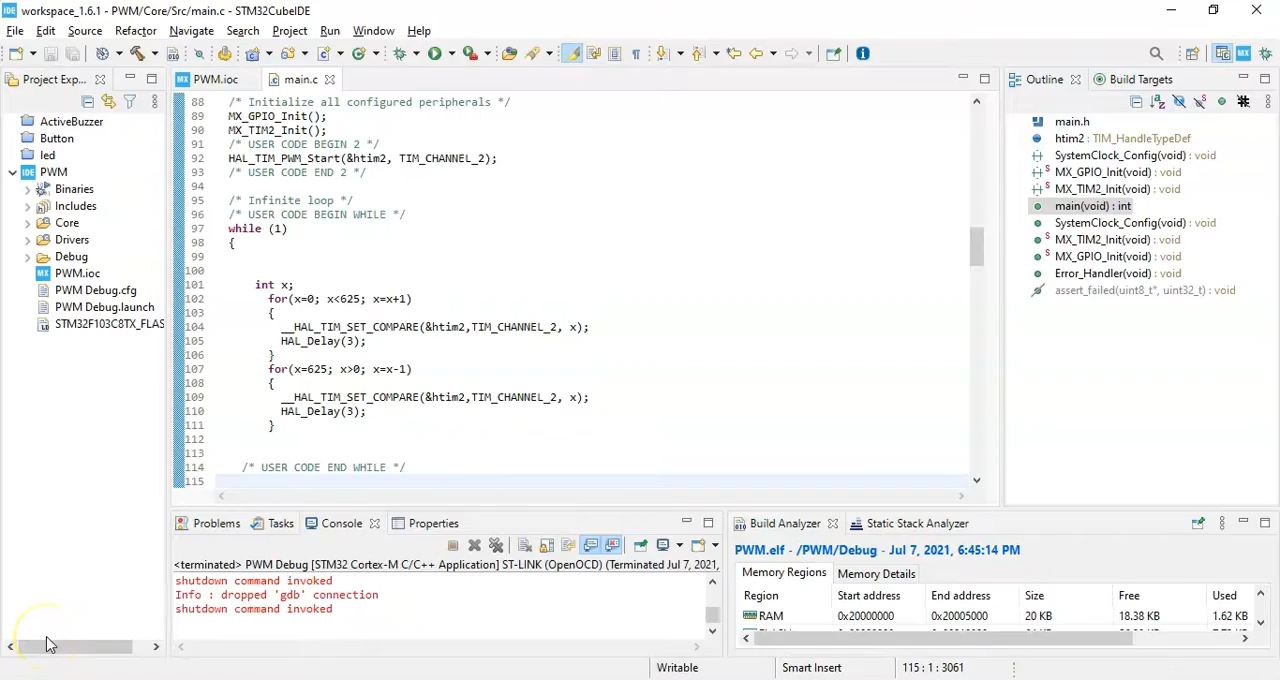 workspace_1.6.1 - PWM/Core/Src/main.c - STM32CubeIDE
File Edit Source Refactor Navigate Search Project Run Window Help
Project Exp...
PWM.ioc
main.c
Outline
Build Targets
ActiveBuzzer
Button
led
PWM
Binaries
Includes
Core
Drivers
Debug
PWM.ioc
PWM Debug.cfg
PWM Debug.launch
STM32F103C8TX_FLAS
88 /* Initialize all configured peripherals */
89 MX_GPIO_Init();
90 MX_TIM2_Init();
91 /* USER CODE BEGIN 2 */
92 HAL_TIM_PWM_Start(&htim2, TIM_CHANNEL_2);
93 /* USER CODE END 2 */
94
95 /* Infinite loop */
96 /* USER CODE BEGIN WHILE */
97 while (1)
98 {
99
100
101 int x;
102 for(x=0; x<625; x=x+1)
103 {
104 __HAL_TIM_SET_COMPARE(&htim2,TIM_CHANNEL_2, x);
105 HAL_Delay(3);
106 }
107 for(x=625; x>0; x=x-1)
108 {
109 __HAL_TIM_SET_COMPARE(&htim2,TIM_CHANNEL_2, x);
110 HAL_Delay(3);
111 }
112
113
114 /* USER CODE END WHILE */
115
main.h
htim2 : TIM_HandleTypeDef
SystemClock_Config(void) : void
MX_GPIO_Init(void) : void
MX_TIM2_Init(void) : void
main(void) : int
SystemClock_Config(void) : void
MX_TIM2_Init(void) : void
MX_GPIO_Init(void) : void
Error_Handler(void) : void
assert_failed(uint8_t*, uint32_t) : void
Problems Tasks Console Properties
<terminated> PWM Debug [STM32 Cortex-M C/C++ Application] ST-LINK (OpenOCD) (Terminated Jul 7, 2021,
shutdown command invoked
Info : dropped 'gdb' connection
shutdown command invoked
Build Analyzer Static Stack Analyzer
PWM.elf - /PWM/Debug - Jul 7, 2021, 6:45:14 PM
Memory Regions Memory Details
Region Start address End address Size Free Used
RAM 0x20000000 0x20005000 20 KB 18.38 KB 1.62 KB
Writable Smart Insert 115 : 1 : 3061